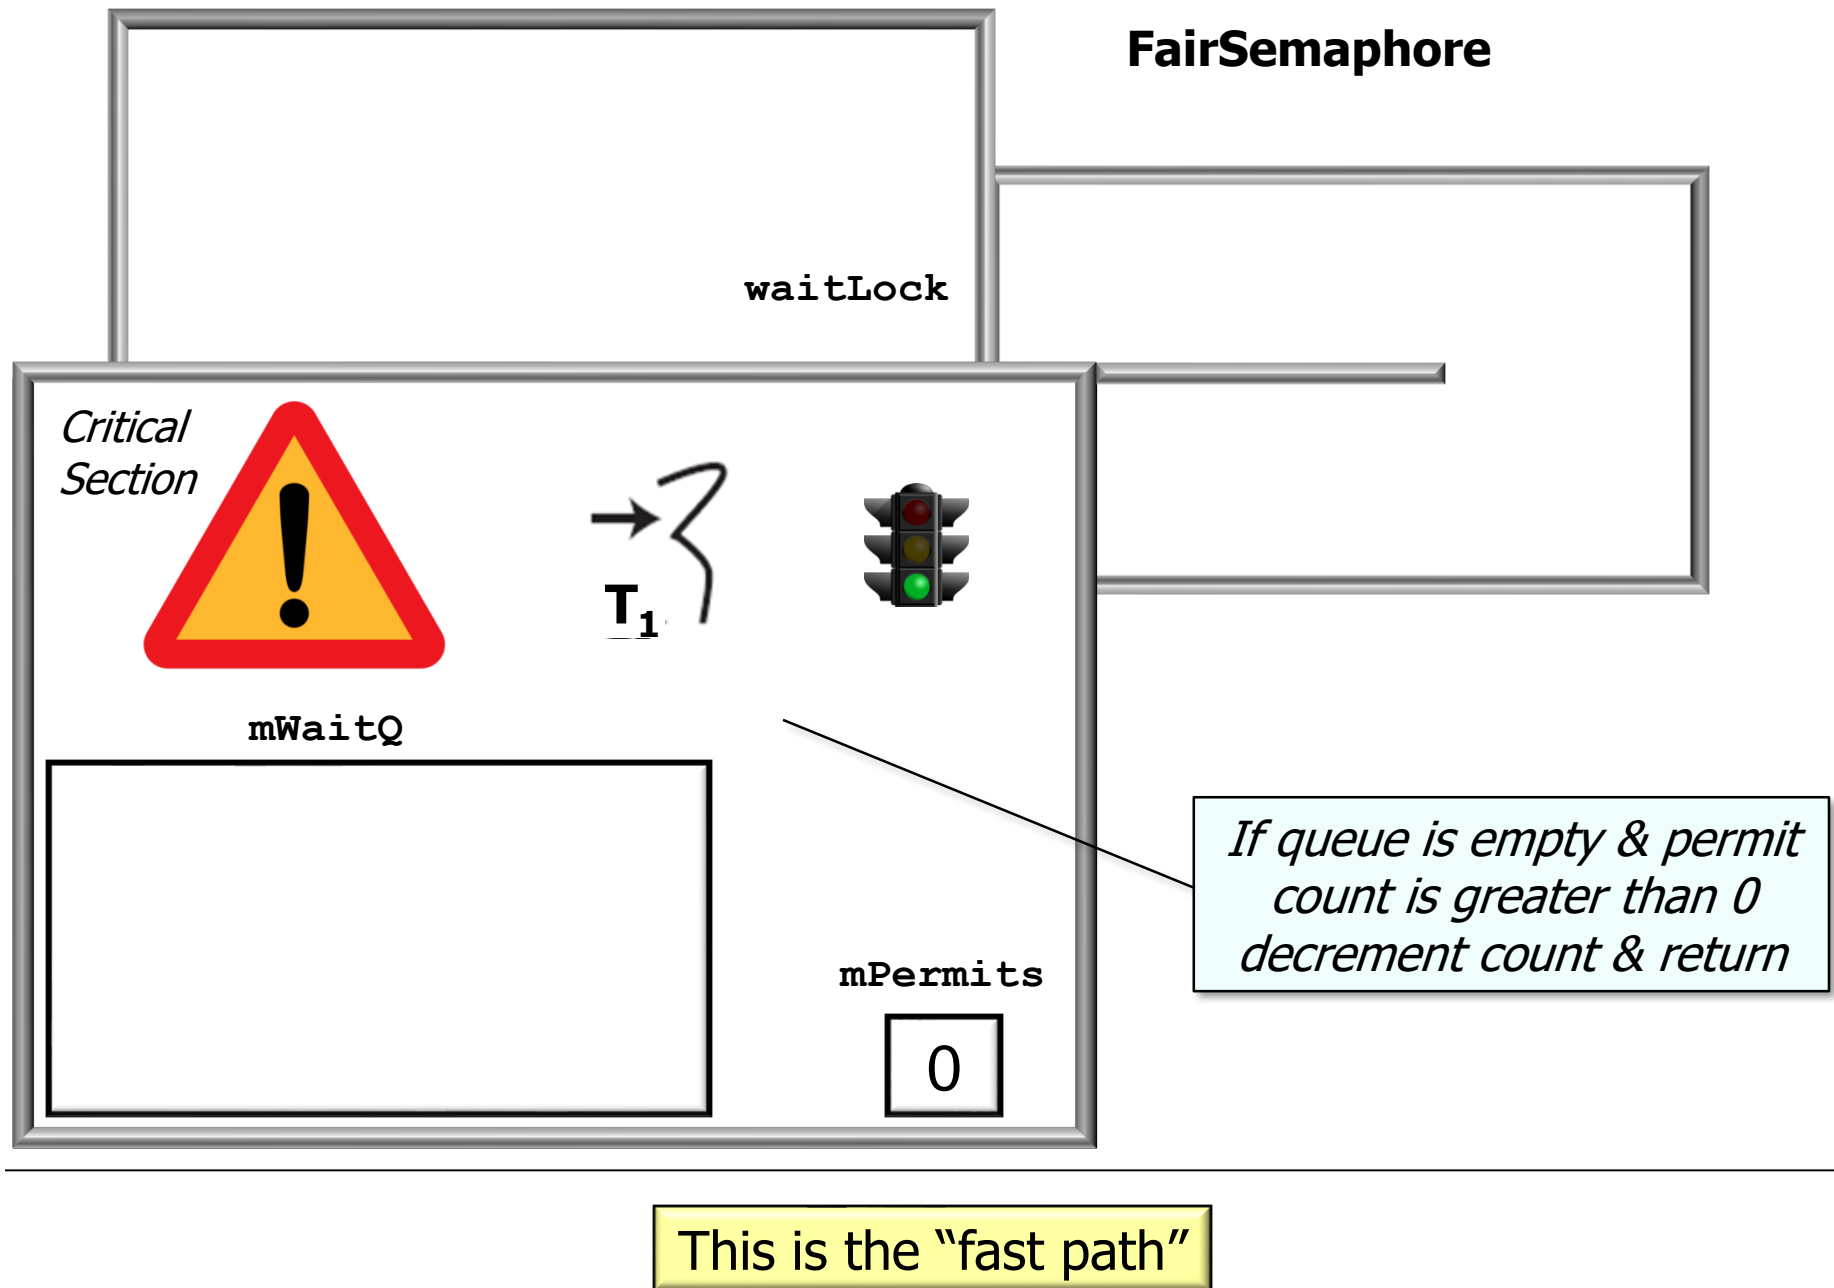 FairSemaphore
waitLock
Critical
Section
T1
mWaitQ
If queue is empty & permit
count is greater than 0
decrement count & return
mPermits
0
This is the “fast path”